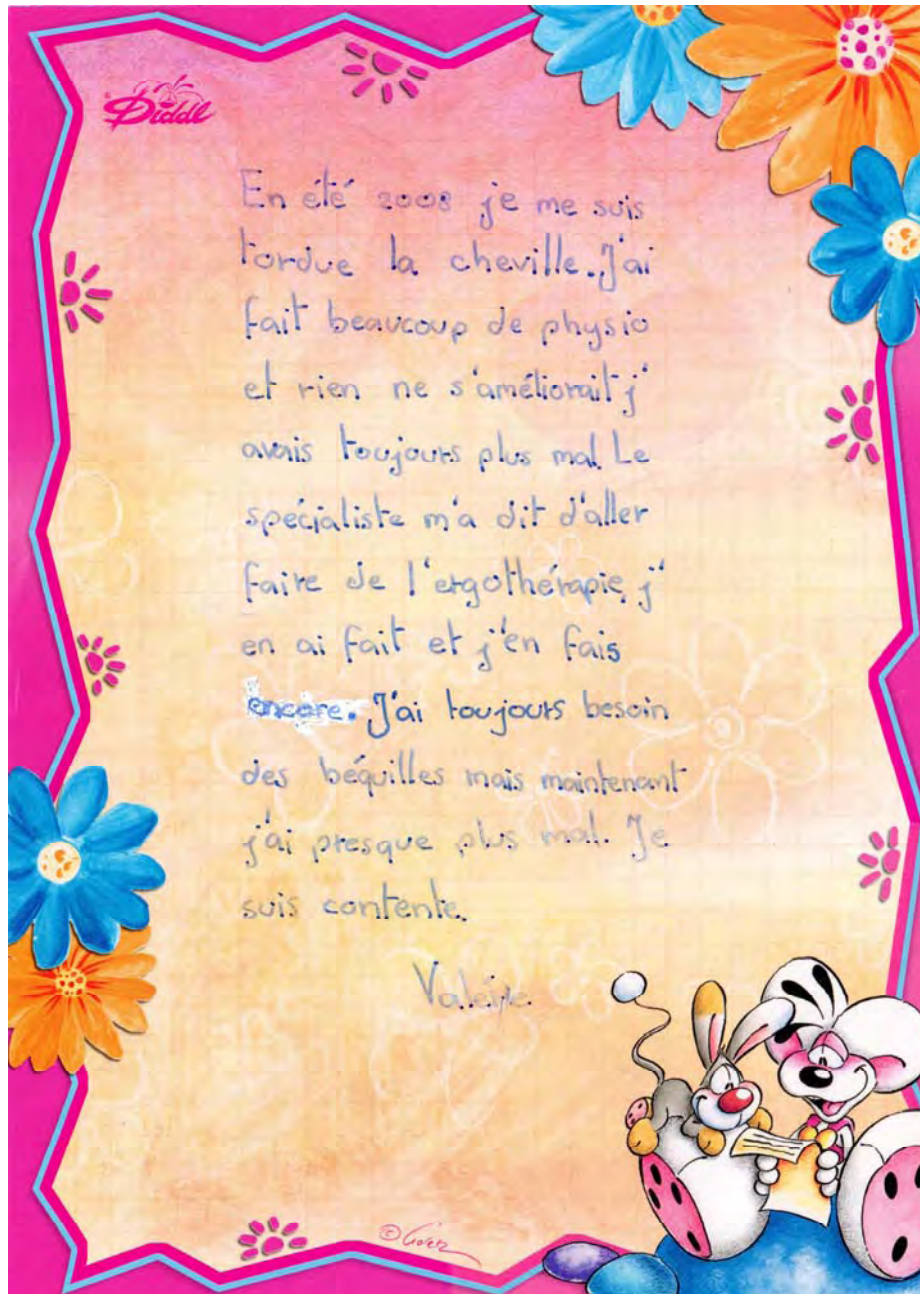 Diddl
En été 2008 je me suis
tordue la cheville. J'ai
fait beaucoup de physio
et rien ne s'améliorait j'
avais toujours plus mal. Le
spécialiste m'a dit d'aller
faire de l'ergothérapie, j'
en ai fait et j'en fais
encore. J'ai toujours besoin
des béquilles mais maintenant
j'ai presque plus mal. Je
suis contente.
©